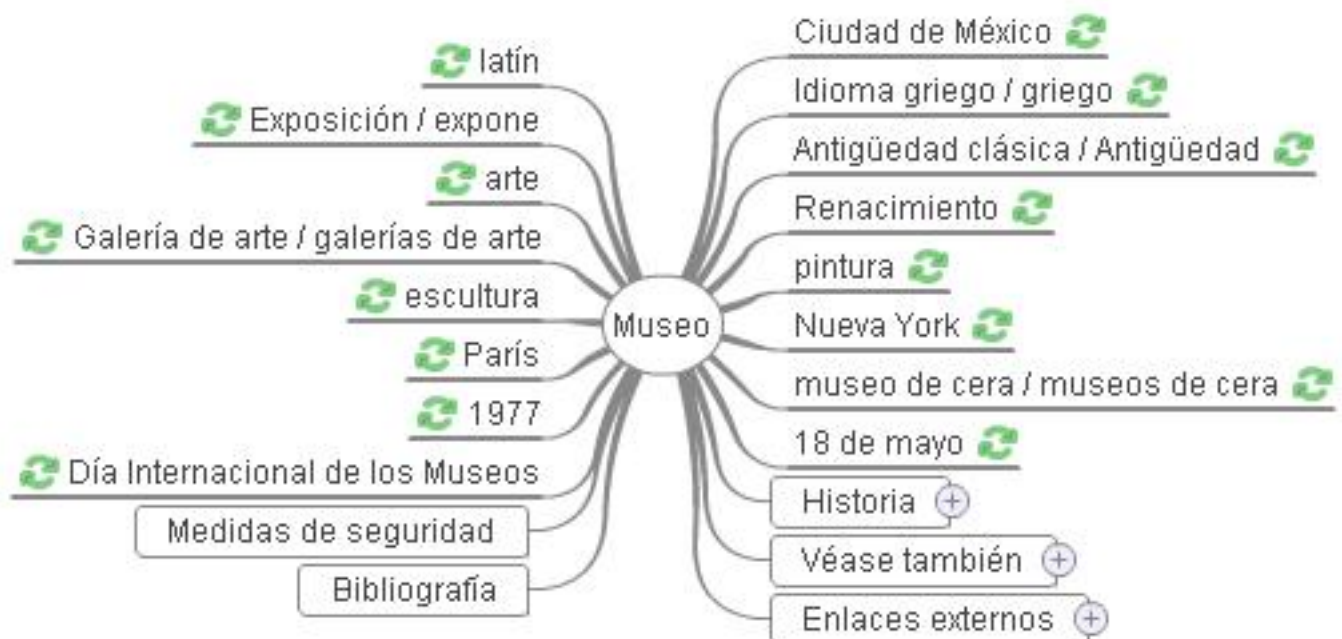 latín
Exposición / expone
arte
Galería de arte / galerías de arte
escultura
París
1977
Día Internacional de los Museos
Medidas de seguridad
Bibliografía
Museo
Ciudad de México
Idioma griego / griego
Antigüedad clásica / Antigüedad
Renacimiento
pintura
Nueva York
museo de cera / museos de cera
18 de mayo
Historia
Véase también
Enlaces externos